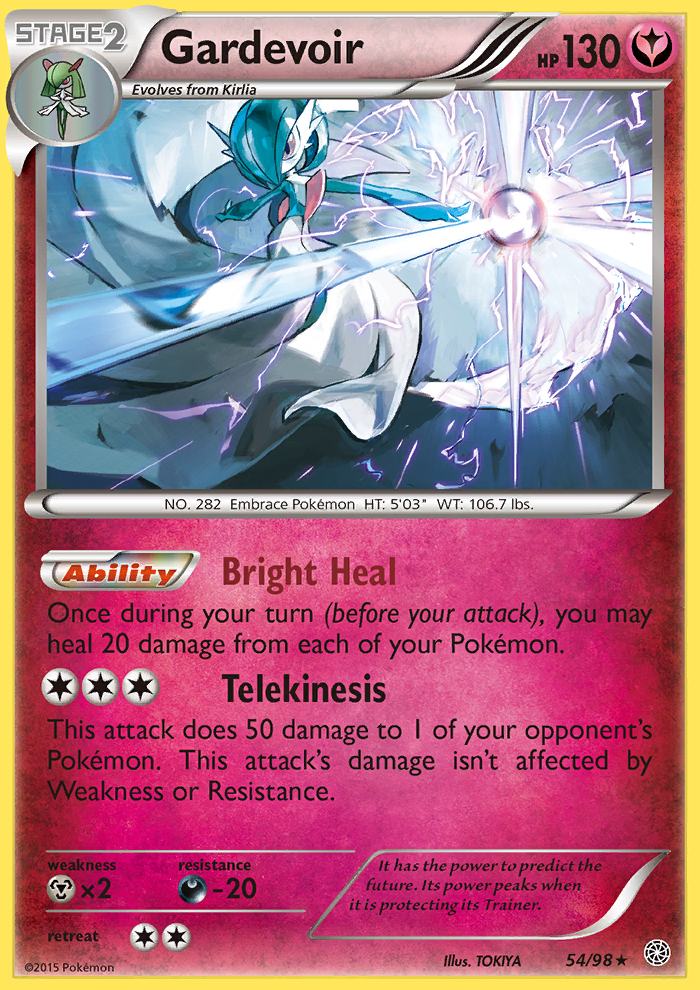 STAGE2
Gardevoir
HP130
Evolves from Kirlia
NO. 282 Embrace Pokémon HT: 5'03" WT: 106.7 lbs.
Ability Bright Heal
Once during your turn (before your attack), you may
heal 20 damage from each of your Pokémon.
Telekinesis
This attack does 50 damage to 1 of your opponent's
Pokémon. This attack's damage isn't affected by
Weakness or Resistance.
weakness resistance
×2 -20
It has the power to predict the
future. Its power peaks when
it is protecting its Trainer.
retreat
©2015 Pokémon
Illus. TOKIYA
54/98★